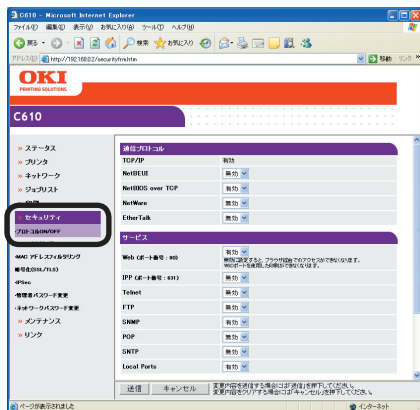 C610 - Microsoft Internet Explorer
ファイル(F) 編集(E) 表示(V) お気に入り(A) ツール(T) ヘルプ(H)
戻る 検索 お気に入り
アドレス(D) http://192.168.0.2/securityfrm.htm 移動 リンク
OKI
PRINTING SOLUTIONS
C610
» ステータス
» プリンタ
» ネットワーク
» ジョブリスト
» セキュリティ
・プロトコルON/OFF
・MAC アドレスフィルタリング
・暗号化(SSL/TLS)
・IPSec
・管理者パスワード変更
・ネットワークパスワード変更
» メンテナンス
» リンク
通信プロトコル
TCP/IP 有効
NetBEUI 無効
NetBIOS over TCP 有効
NetWare 無効
EtherTalk 無効
サービス
Web (ポート番号 : 80) 有効
無効に設定すると、ブラウザ経由でのアクセスができなくなります。
IPP (ポート番号 : 631) 無効
Telnet 無効
FTP 無効
SNMP 有効
POP 無効
SNTP 無効
Local Ports 有効
送信 キャンセル 変更内容を送信する場合には「送信」を押下してください。
変更内容をクリアする場合には「キャンセル」を押下してください。
ページが表示されました インターネット